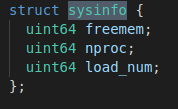 struct sysinfo {
  uint64 freemem;
  uint64 nproc;
  uint64 load_num;
};